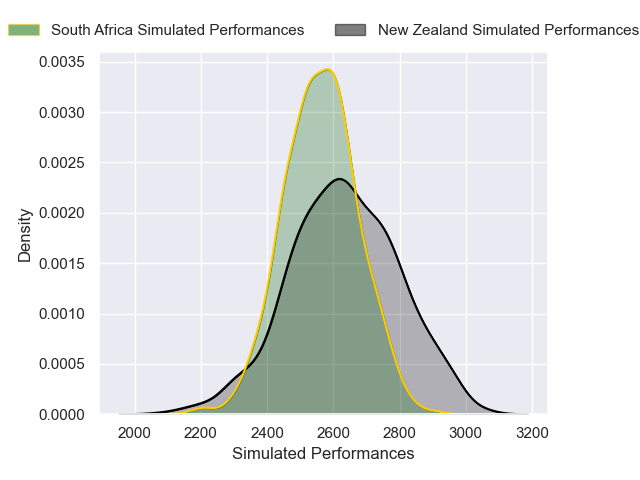 South Africa Simulated Performances New Zealand Simulated Performances
0.0035
0.0030
0.0025
0.0020
0.0015
0.0010
0.0005
0.0000
Density
2000 2200 2400 2600 2800 3000 3200
Simulated Performances